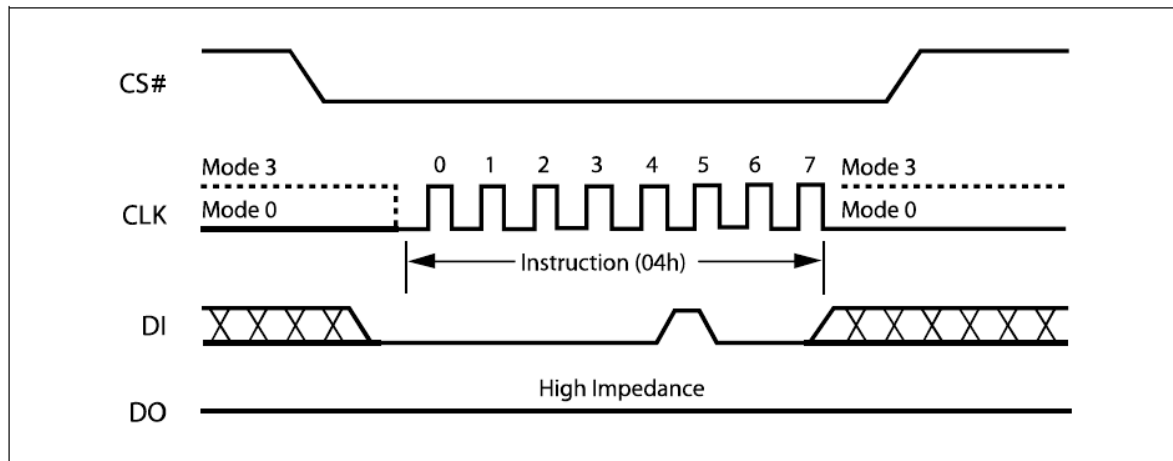 CS#
Mode 3 0 1 2 3 4 5 6 7 Mode 3
CLK Mode 0 Mode 0
Instruction (04h)
DI
High Impedance
DO